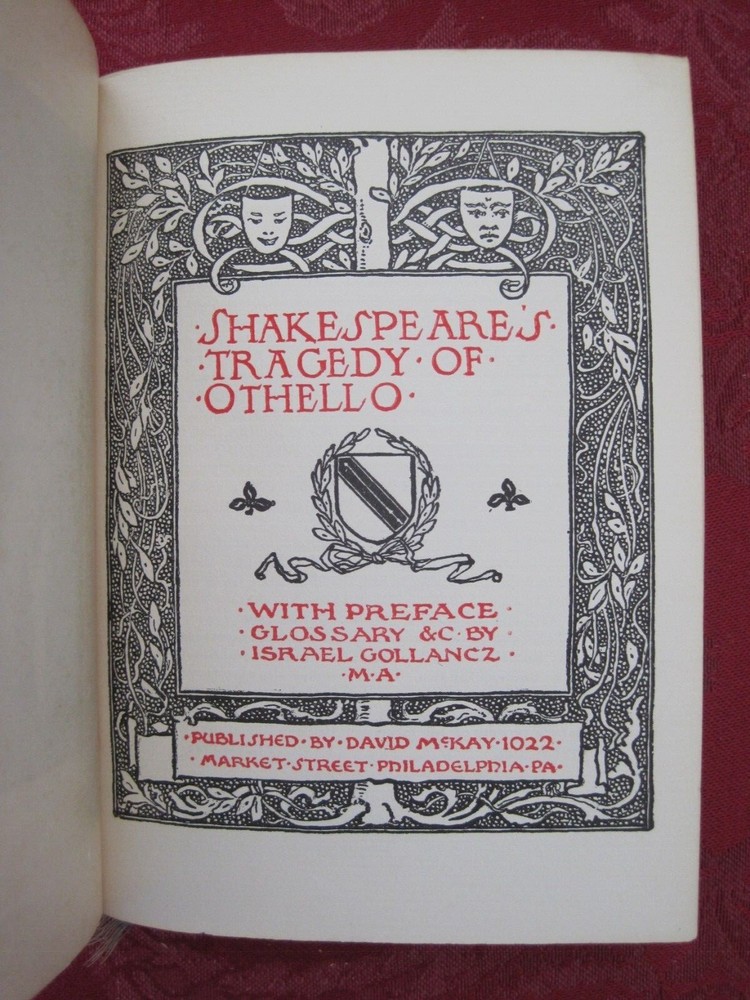 ·SHAKESPEARE'S·
·TRAGEDY·OF·
·OTHELLO·
·WITH PREFACE·
·GLOSSARY &C·BY·
·ISRAEL GOLLANCZ·
·M·A·
·PUBLISHED·BY·DAVID McKAY·1022·
·MARKET·STREET·PHILADELPHIA·PA·